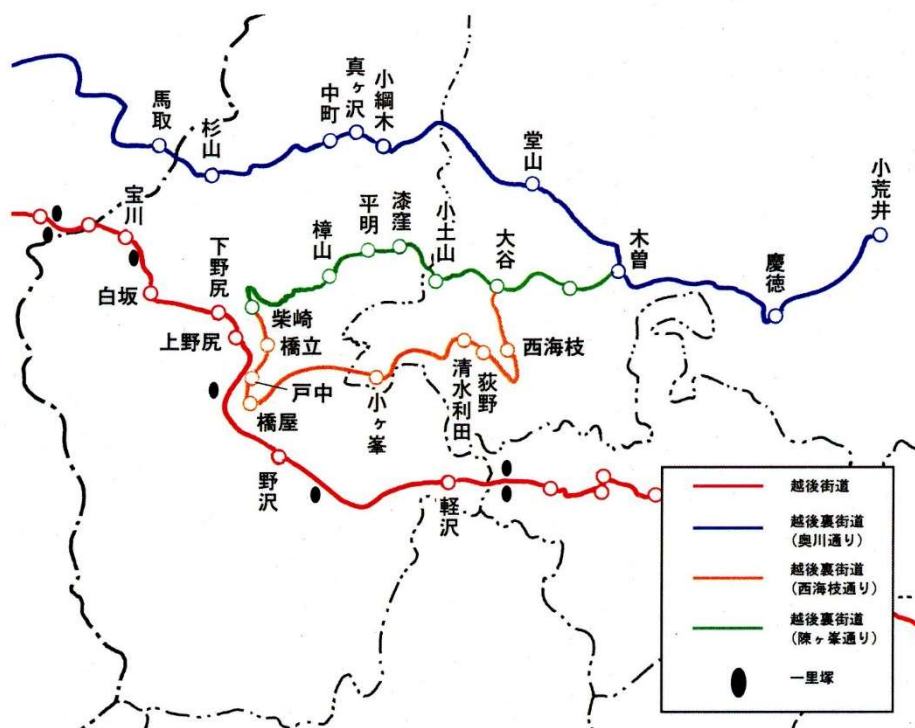 馬取
杉山
中町
真ヶ沢
小綱木
堂山
小荒井
宝川
下野尻
樟山
平明
漆窪
小土山
大谷
木曽
慶徳
白坂
柴崎
上野尻
橋立
西海枝
戸中
橋屋
小ヶ峯
清水利田
荻野
野沢
軽沢
越後街道
越後裏街道
(奥川通り)
越後裏街道
(西海枝通り)
越後裏街道
(陳ヶ峯通り)
一里塚